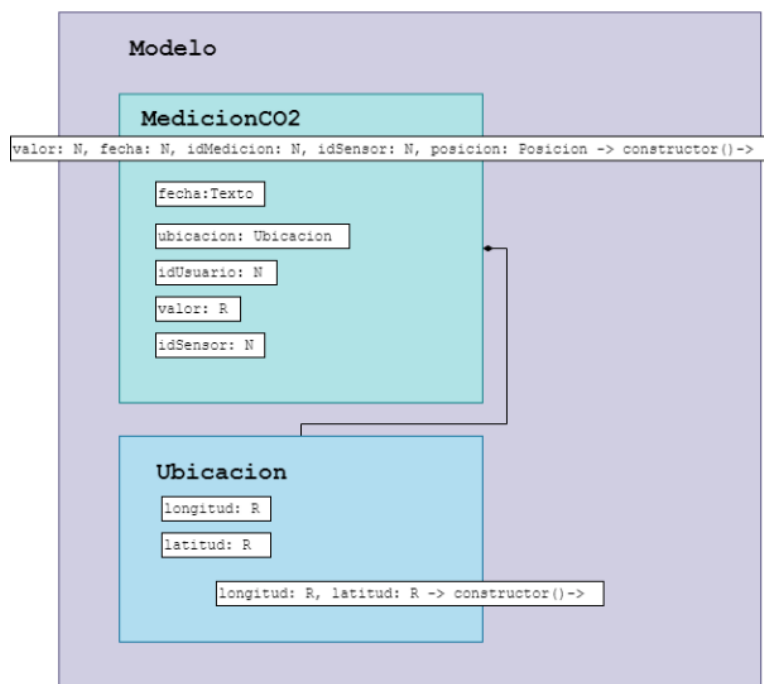 Modelo
MedicionCO2
valor: N, fecha: N, idMedicion: N, idSensor: N, posicion: Posicion -> constructor()->
fecha:Texto
ubicacion: Ubicacion
idUsuario: N
valor: R
idSensor: N
Ubicacion
longitud: R
latitud: R
longitud: R, latitud: R -> constructor()->